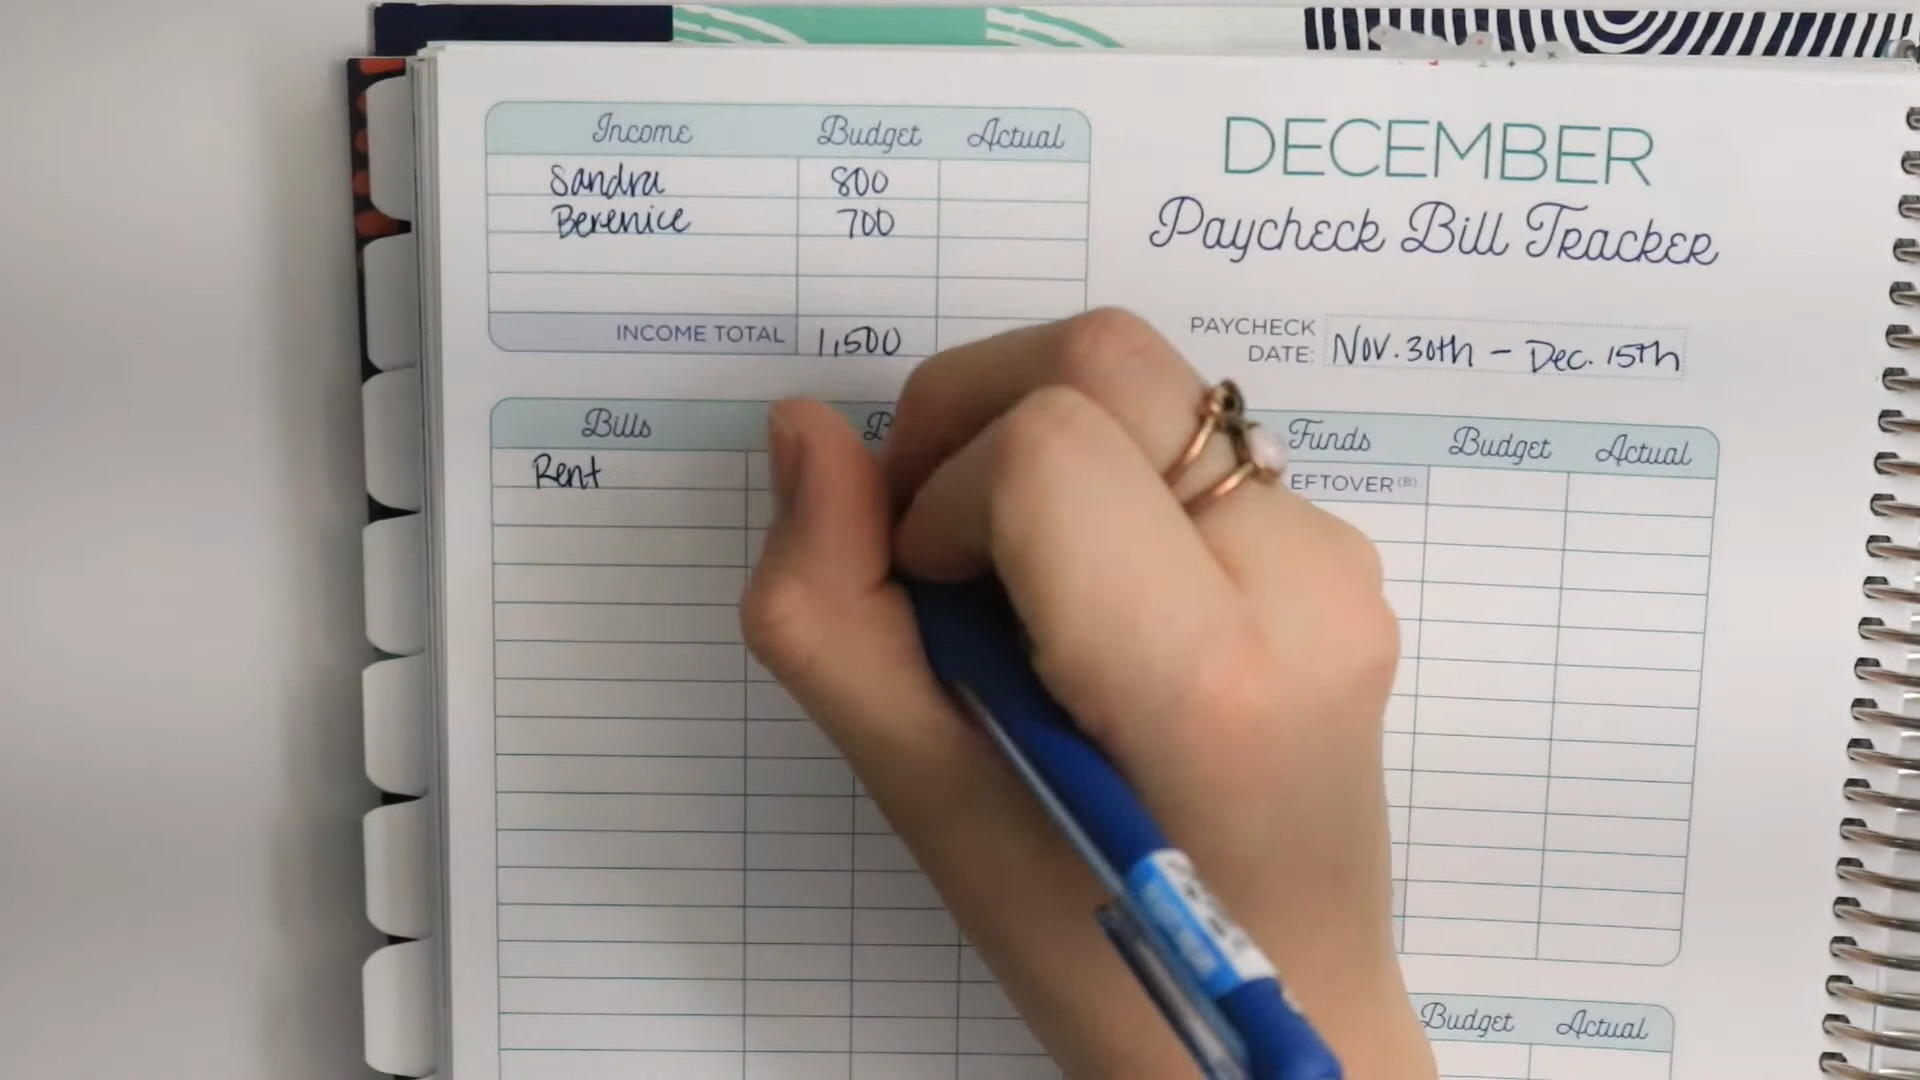 Income Budget Actual
Sandra 800
Berenice 700
INCOME TOTAL 1,500
DECEMBER
Paycheck Bill Tracker
PAYCHECK
DATE: Nov. 30th - Dec. 15th
Bills
Rent
Funds Budget Actual
EFTOVER (B)
Budget Actual